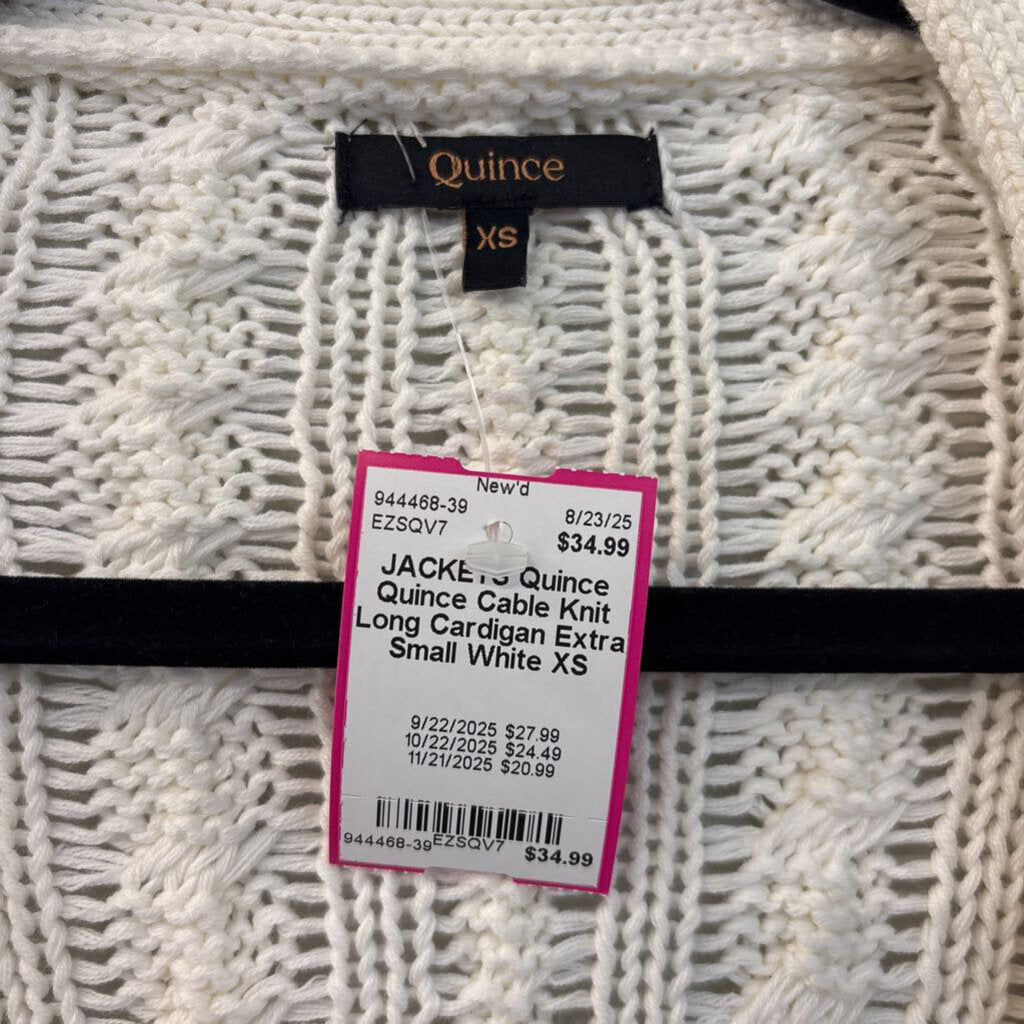 Quince
XS
New'd
944468-39
EZSQV7
8/23/25
$34.99
JACKETS Quince
Quince Cable Knit
Long Cardigan Extra
Small White XS
9/22/2025 $27.99
10/22/2025 $24.49
11/21/2025 $20.99
944468-39 EZSQV7 $34.99